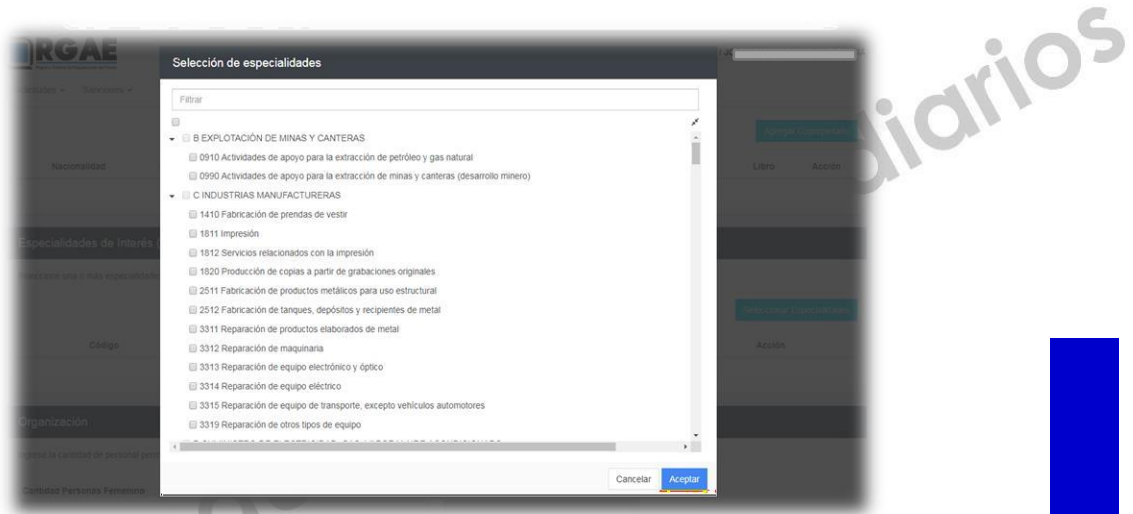 RGAE
Selección de especialidades
Filtrar
B EXPLOTACIÓN DE MINAS Y CANTERAS
0910 Actividades de apoyo para la extracción de petróleo y gas natural
0990 Actividades de apoyo para la extracción de minas y canteras (desarrollo minero)
C INDUSTRIAS MANUFACTURERAS
1410 Fabricación de prendas de vestir
1811 Impresión
1812 Servicios relacionados con la impresión
1820 Producción de copias a partir de grabaciones originales
2511 Fabricación de productos metálicos para uso estructural
2512 Fabricación de tanques, depósitos y recipientes de metal
3311 Reparación de productos elaborados de metal
3312 Reparación de maquinaria
3313 Reparación de equipo electrónico y óptico
3314 Reparación de equipo eléctrico
3315 Reparación de equipo de transporte, excepto vehículos automotores
3319 Reparación de otros tipos de equipo
Cancelar Aceptar
Nacionalidad Libro Acción
Especialidades de Interés
Código Acción
Organización
Cantidad Personas Femenino
diarios